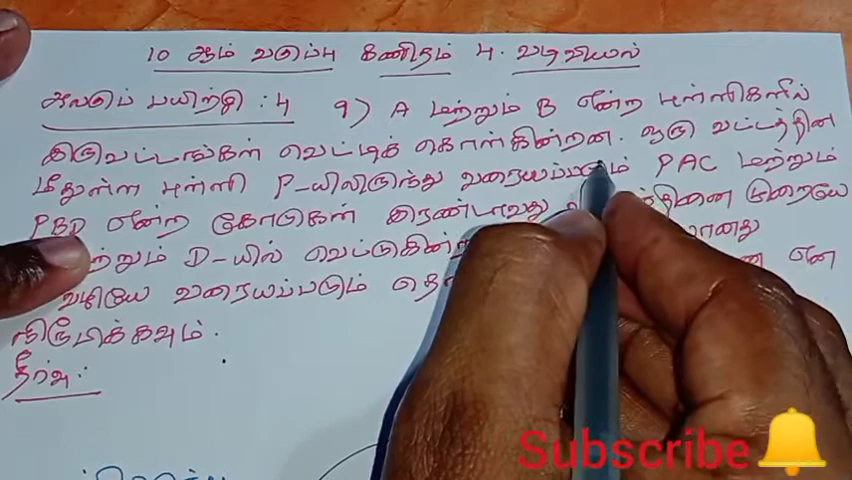 10 ஆம் வகுப்பு கணிதம் 4. வடிவியல்
அலகுப் பயிற்சி : 4 9) A மற்றும் B என்ற புள்ளிகளில்
இருவட்டங்கள் வெட்டிக் கொள்கின்றன. ஒரு வட்டத்தின்
மீதுள்ள புள்ளி P-யிலிருந்து வரையப்படும் PAC மற்றும்
PBD என்ற கோடுகள் இரண்டாவது முறையே
D-யில்
வழியே வரையப்படும் என
நிரூபிக்கவும்.
தீர்வு:
Subscribe